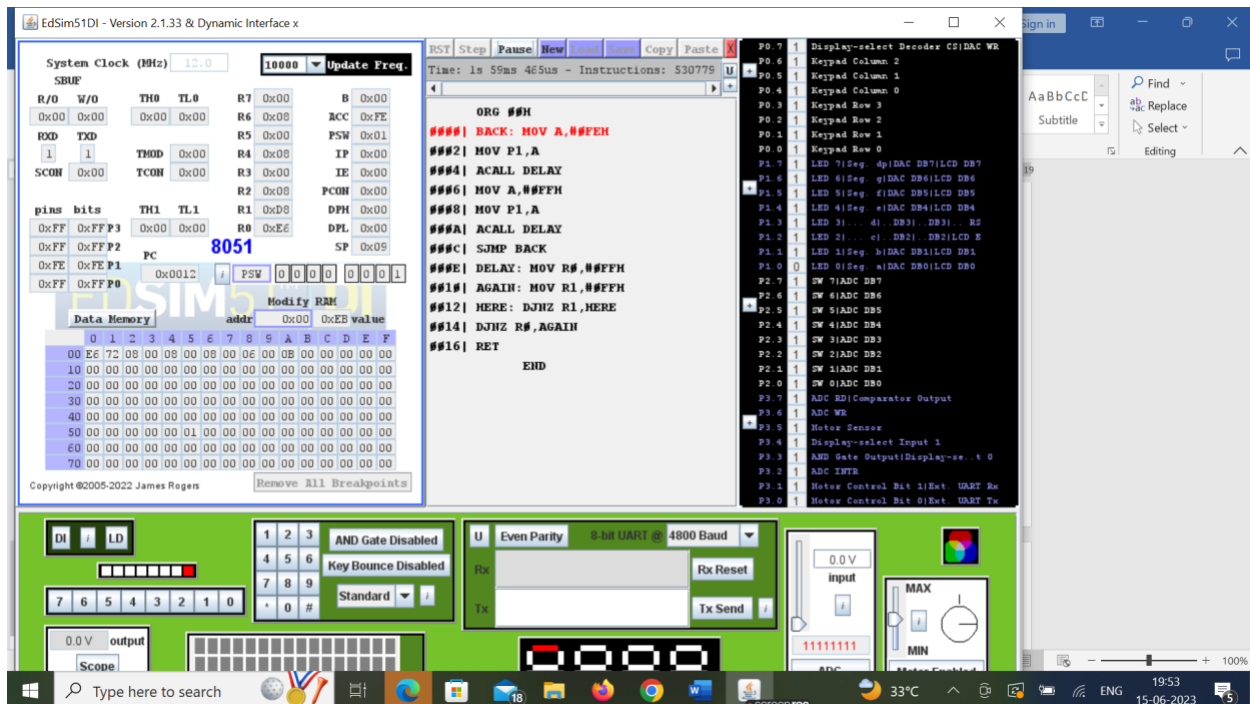 EdSim51DI - Version 2.1.33 & Dynamic Interface x
Sign in
System Clock (MHz) 12.0 10000 Update Freq.
SBUF
R/O W/O TH0 TL0 R7 0x00 B 0x00
0x00 0x00 0x00 0x00 R6 0x08 ACC 0xFE
RXD TXD R5 0x00 PSW 0x01
1 1 TMOD 0x00 R4 0x08 IP 0x00
SCON 0x00 TCON 0x00 R3 0x00 IE 0x00
R2 0x08 PCON 0x00
pins bits TH1 TL1 R1 0xD8 DPH 0x00
0xFF 0xFF P3 0x00 0x00 R0 0xE6 DPL 0x00
0xFF 0xFF P2 8051 SP 0x09
PC
0xFE 0xFE P1 0x0012 i PSW 0 0 0 0 0 0 0 1
0xFF 0xFF P0
EDSIM51DI
Modify RAM
Data Memory addr 0x00 0xEB value
0 1 2 3 4 5 6 7 8 9 A B C D E F
00 E6 72 08 00 08 00 08 00 06 00 0B 00 00 00 00 00
10 00 00 00 00 00 00 00 00 00 00 00 00 00 00 00 00
20 00 00 00 00 00 00 00 00 00 00 00 00 00 00 00 00
30 00 00 00 00 00 00 00 00 00 00 00 00 00 00 00 00
40 00 00 00 00 00 00 00 00 00 00 00 00 00 00 00 00
50 00 00 00 00 00 01 00 00 00 00 00 00 00 00 00 00
60 00 00 00 00 00 00 00 00 00 00 00 00 00 00 00 00
70 00 00 00 00 00 00 00 00 00 00 00 00 00 00 00 00
Copyright ©2005-2022 James Rogers Remove All Breakpoints
RST Step Pause New Load Save Copy Paste X
Time: 1s 59ms 465us - Instructions: 530779 U
ORG 00H
0000| BACK: MOV A,#0FEH
0002| MOV P1,A
0004| ACALL DELAY
0006| MOV A,#0FFH
0008| MOV P1,A
000A| ACALL DELAY
000C| SJMP BACK
000E| DELAY: MOV R0,#0FFH
0010| AGAIN: MOV R1,#0FFH
0012| HERE: DJNZ R1,HERE
0014| DJNZ R0,AGAIN
0016| RET
END
P0.7 1 Display-select Decoder CS|DAC WR
P0.6 1 Keypad Column 2
P0.5 1 Keypad Column 1
P0.4 1 Keypad Column 0
P0.3 1 Keypad Row 3
P0.2 1 Keypad Row 2
P0.1 1 Keypad Row 1
P0.0 1 Keypad Row 0
P1.7 1 LED 7|Seg. dp|DAC DB7|LCD DB7
P1.6 1 LED 6|Seg. g|DAC DB6|LCD DB6
P1.5 1 LED 5|Seg. f|DAC DB5|LCD DB5
P1.4 1 LED 4|Seg. e|DAC DB4|LCD DB4
P1.3 1 LED 3|... d|..DB3|..DB3|.. RS
P1.2 1 LED 2|... c|..DB2|..DB2|LCD E
P1.1 1 LED 1|Seg. b|DAC DB1|LCD DB1
P1.0 0 LED 0|Seg. a|DAC DB0|LCD DB0
P2.7 1 SW 7|ADC DB7
P2.6 1 SW 6|ADC DB6
P2.5 1 SW 5|ADC DB5
P2.4 1 SW 4|ADC DB4
P2.3 1 SW 3|ADC DB3
P2.2 1 SW 2|ADC DB2
P2.1 1 SW 1|ADC DB1
P2.0 1 SW 0|ADC DB0
P3.7 1 ADC RD|Comparator Output
P3.6 1 ADC WR
P3.5 1 Motor Sensor
P3.4 1 Display-select Input 1
P3.3 1 AND Gate Output|Display-se..t 0
P3.2 1 ADC INTR
P3.1 1 Motor Control Bit 1|Ext. UART Rx
P3.0 1 Motor Control Bit 0|Ext. UART Tx
AaBbCcD
Subtitle
Find
Replace
Select
Editing
19
DI i LD
7 6 5 4 3 2 1 0
0.0 V output
Scope
1 2 3
4 5 6
7 8 9
* 0 #
AND Gate Disabled
Key Bounce Disabled
Standard i
U Even Parity 8-bit UART @ 4800 Baud
Rx Rx Reset
Tx Tx Send i
0.0 V
input
i
11111111
ADC
MAX
i
MIN
Motor Enabled
100%
Type here to search
18
33°C
ENG
19:53
15-06-2023
5